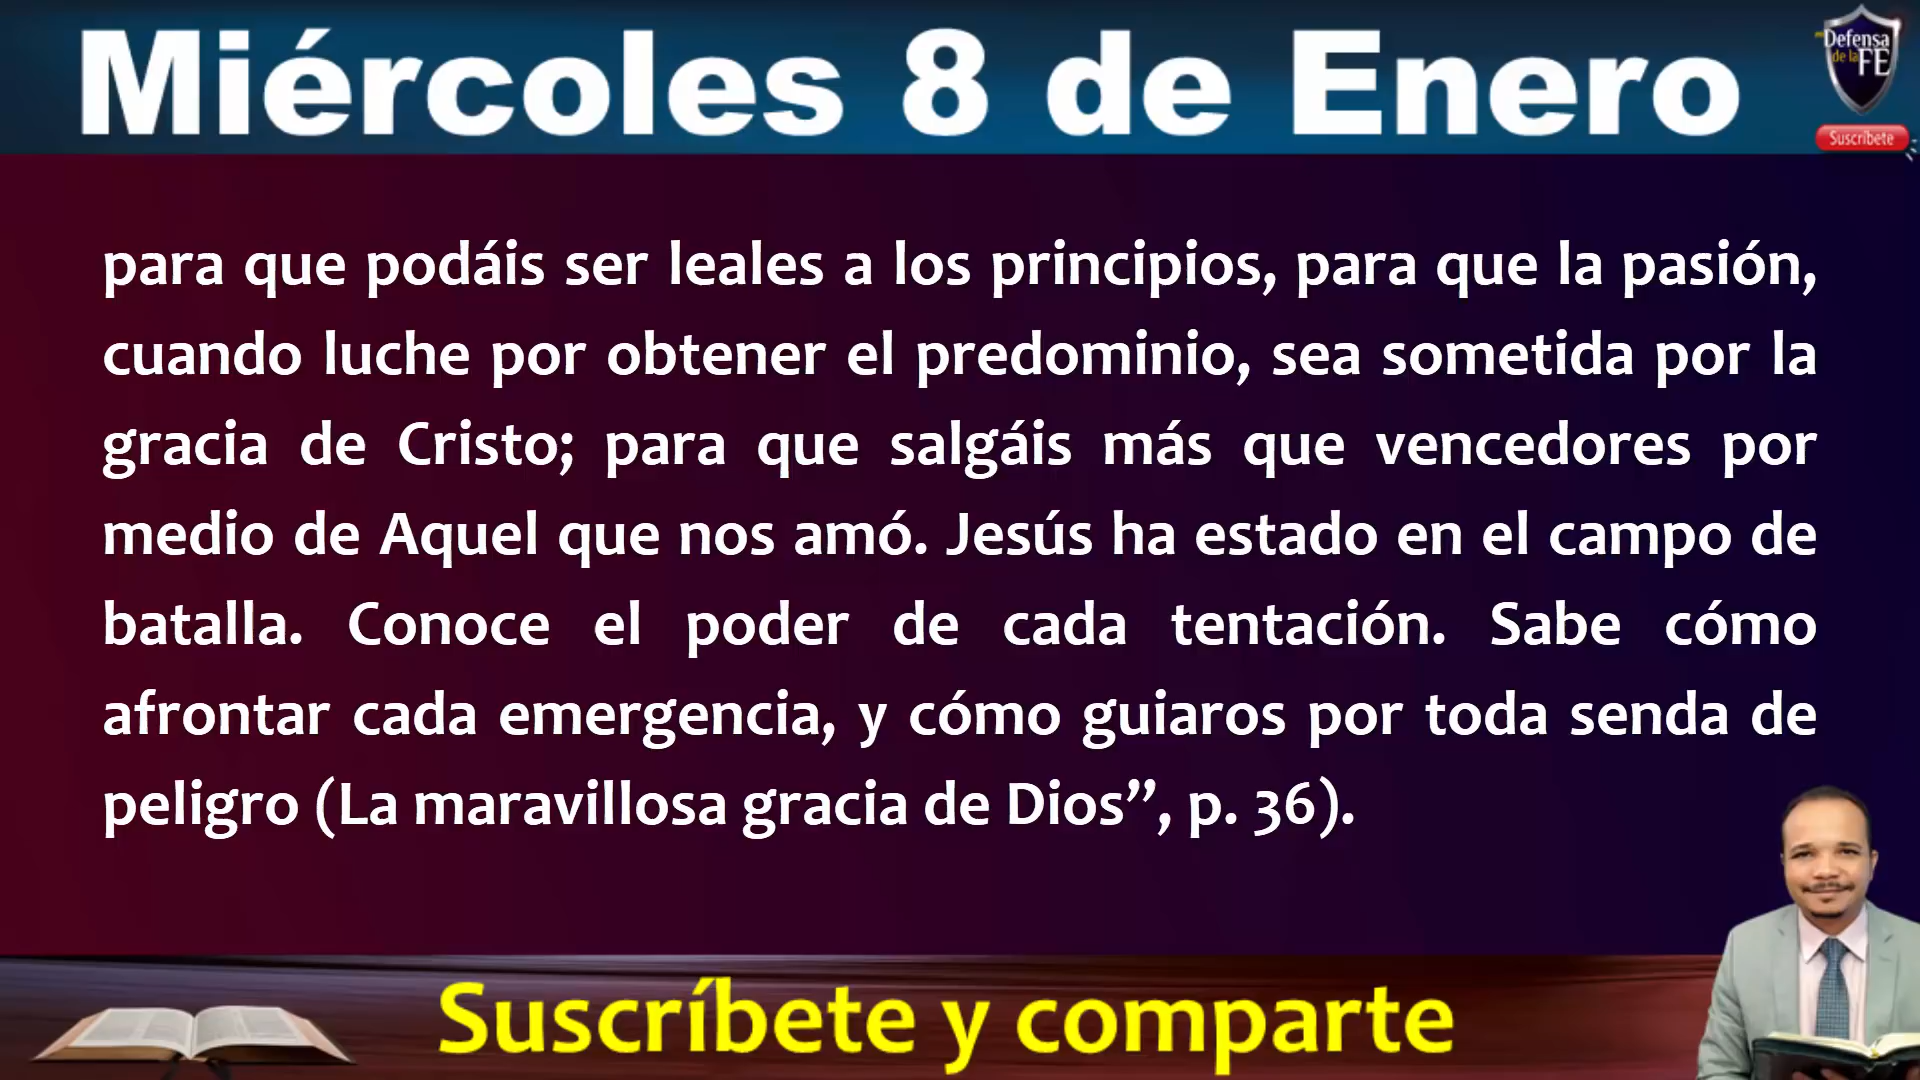 Miércoles 8 de Enero
Defensa
de la FE
Suscríbete
para que podáis ser leales a los principios, para que la pasión,
cuando luche por obtener el predominio, sea sometida por la
gracia de Cristo; para que salgáis más que vencedores por
medio de Aquel que nos amó. Jesús ha estado en el campo de
batalla. Conoce el poder de cada tentación. Sabe cómo
afrontar cada emergencia, y cómo guiaros por toda senda de
peligro (La maravillosa gracia de Dios”, p. 36).
Suscríbete y comparte